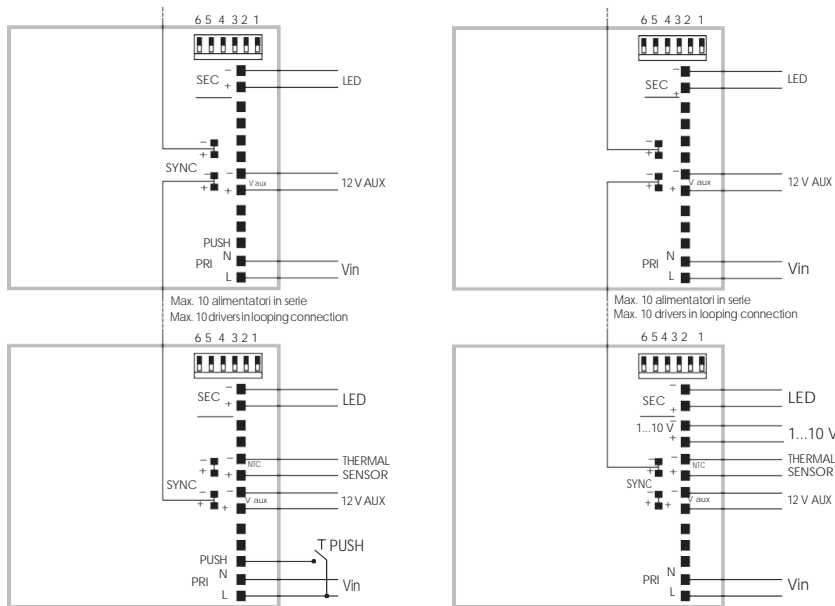 6 5 4 3 2 1
SEC
−
+
LED
−
+
SYNC
−
+
−
+
V aux
12 V AUX
PUSH
N
PRI
L
Vin
Max. 10 alimentatori in serie
Max. 10 drivers in looping connection
6 5 4 3 2 1
SEC
−
+
LED
−
+
−
+
−
+
V aux
12 V AUX
N
PRI
L
Vin
Max. 10 alimentatori in serie
Max. 10 drivers in looping connection
6 5 4 3 2 1
SEC
−
+
LED
−
+
−
+
NTC
THERMAL
SENSOR
SYNC
−
+
−
+
V aux
12 V AUX
T PUSH
PUSH
N
PRI
L
Vin
6 5 4 3 2 1
SEC
−
+
LED
1...10 V
−
+
1...10 V
−
+
−
+
NTC
THERMAL
SENSOR
SYNC
−
+
−
+
V aux
12 V AUX
N
PRI
L
Vin